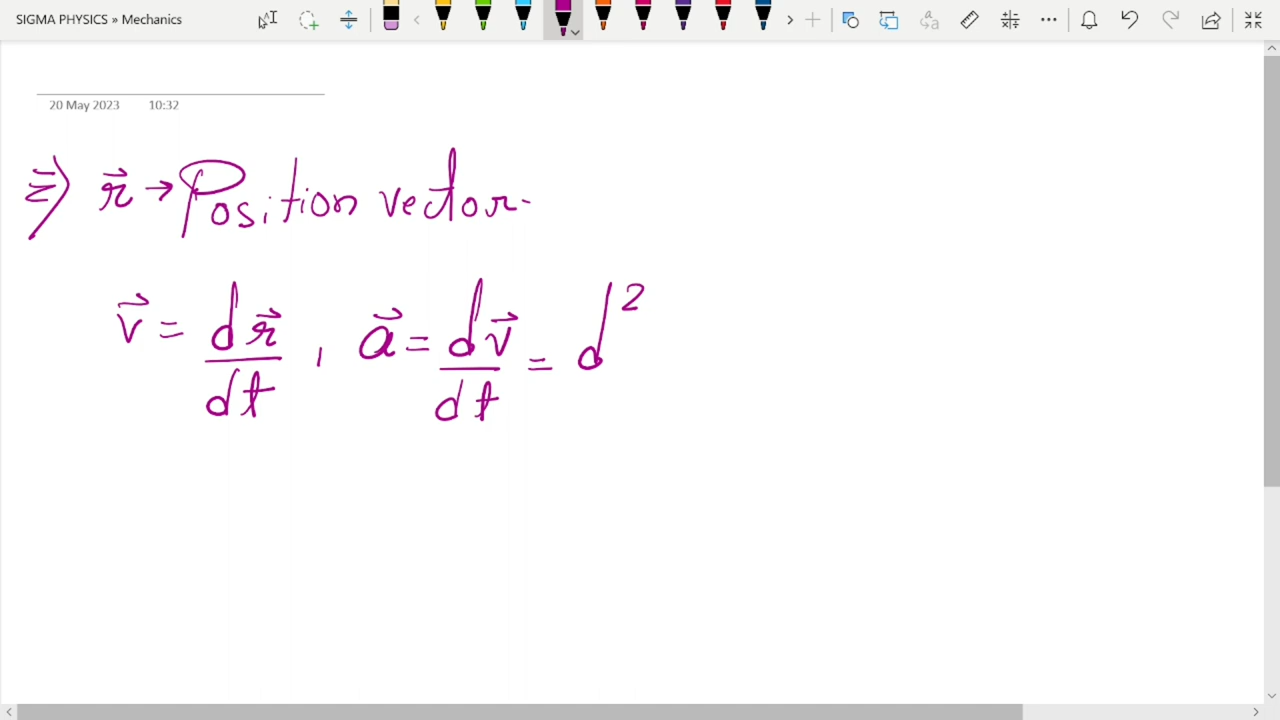 SIGMA PHYSICS » Mechanics
20 May 2023 10:32
⇒) r⃗ → Position vector.
v⃗ = dr⃗/dt , a⃗ = dv⃗/dt = d²